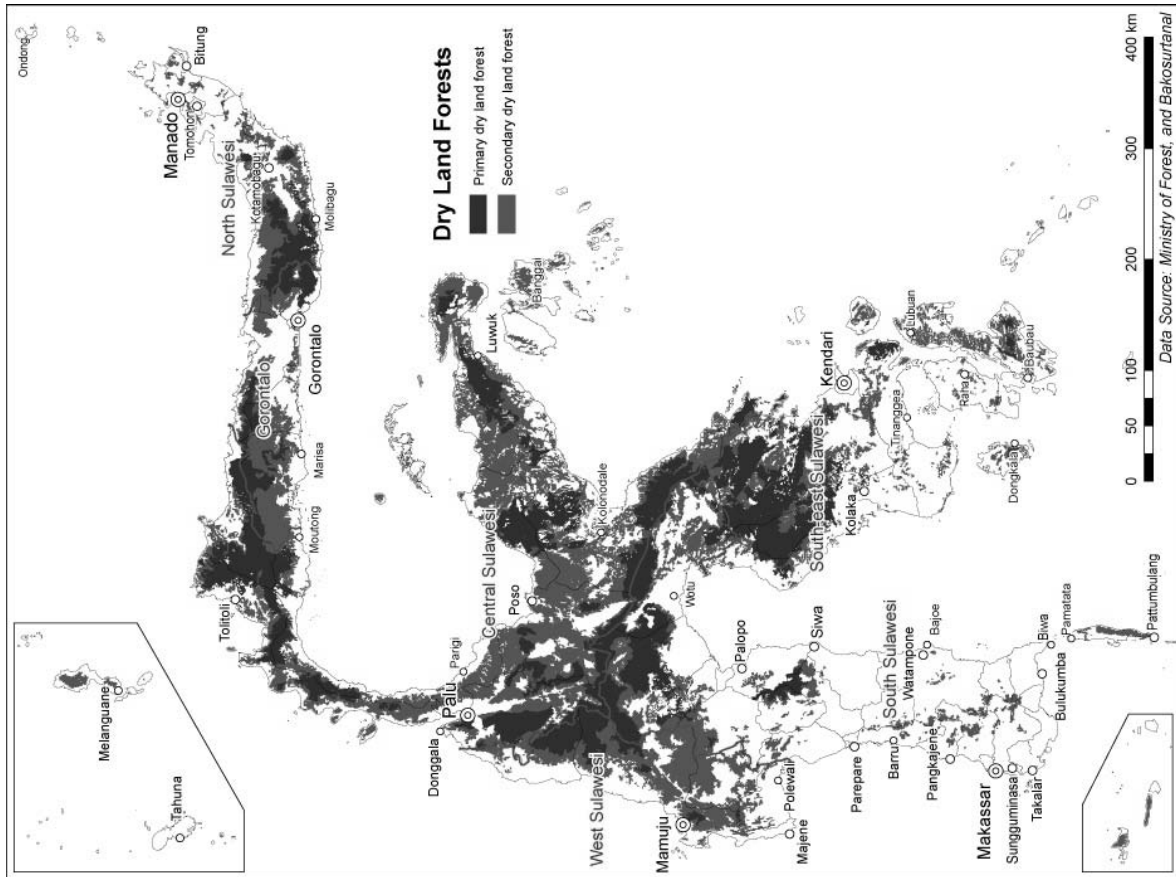 Ondong
Bitung
Manado
Tomohon
North Sulawesi
Kotamobagu
Molibagu
Gorontalo
Gorontalo
Marisa
Moutong
Tolitoli
Melanguane
Tahuna
Dry Land Forests
Primary dry land forest
Secondary dry land forest
Banggai
Luwuk
Central Sulawesi
Poso
Kolonodale
Parigi
Palu
Donggala
West Sulawesi
Mamuju
Majene
Polewali
Wotu
Palopo
Siwa
South-east Sulawesi
Kendari
Kolaka
Tinanggea
Lubuan
Raha
Baubau
Dongkala
South Sulawesi
Watampone
Bajoe
Parepare
Barru
Pangkajene
Makassar
Sungguminasa
Takalar
Bulukumba
Biwa
Pamatata
Pattumbulang
0 50 100 200 300 400 km
Data Source: Ministry of Forest, and Bakosurtanal